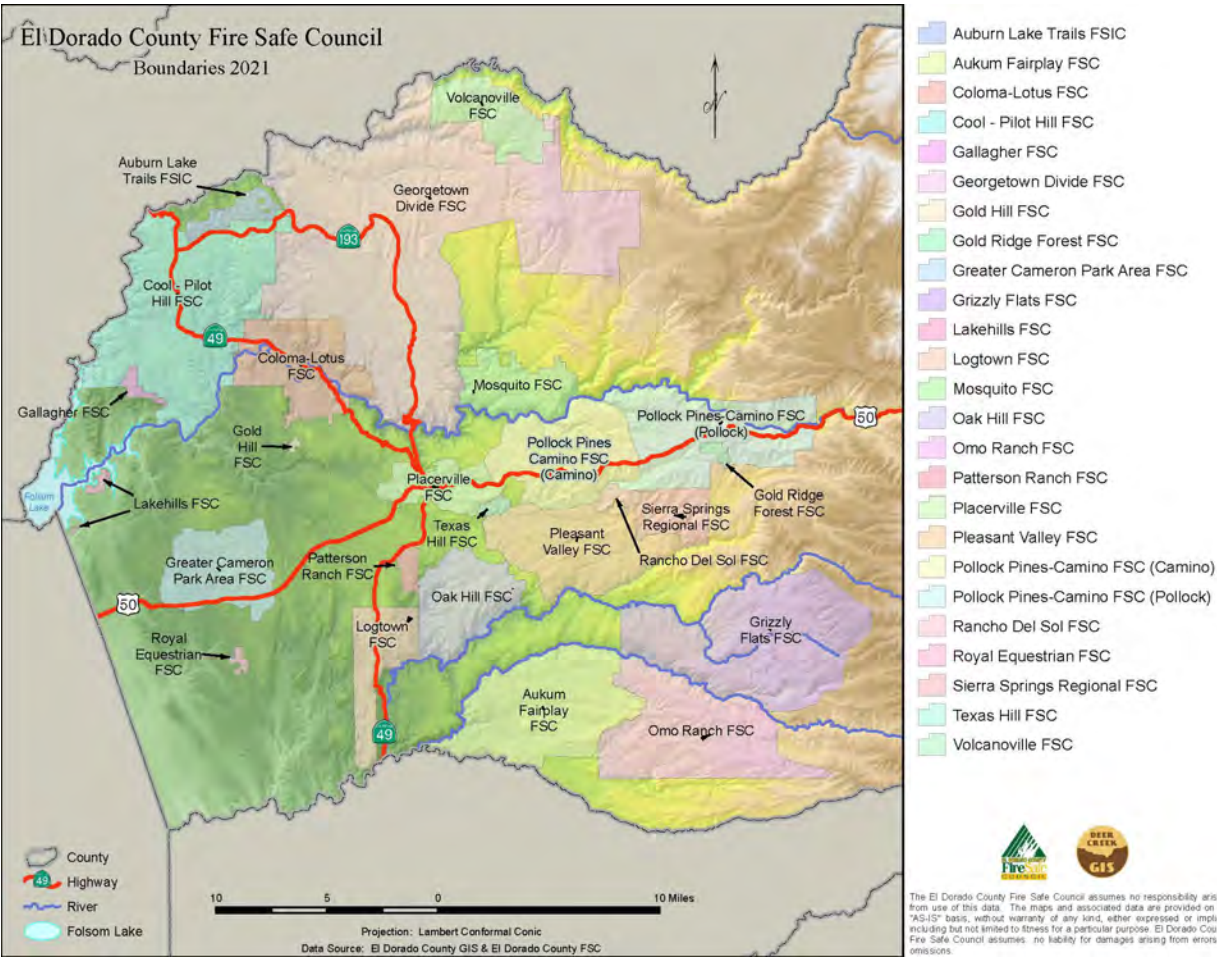 El Dorado County Fire Safe Council
Boundaries 2021
N
Volcanoville
FSC
Auburn Lake
Trails FSIC
Georgetown
Divide FSC
193
Cool - Pilot
Hill FSC
49
Coloma-Lotus
FSC
Mosquito FSC
Gallagher FSC
Pollock Pines-Camino FSC
(Pollock)
50
Gold
Hill
FSC
Pollock Pines
Camino FSC
(Camino)
Placerville
FSC
Folsom
Lake
Lakehills FSC
Gold Ridge
Forest FSC
Sierra Springs
Regional FSC
Texas
Hill FSC
Pleasant
Valley FSC
Rancho Del Sol FSC
Greater Cameron
Park Area FSC
Patterson
Ranch FSC
Oak Hill FSC
50
Logtown
FSC
Grizzly
Flats FSC
Royal
Equestrian
FSC
Aukum
Fairplay
FSC
Omo Ranch FSC
49
County
49 Highway
River
Folsom Lake
10 5 0 10 Miles
Projection: Lambert Conformal Conic
Data Source: El Dorado County GIS & El Dorado County FSC
Auburn Lake Trails FSIC
Aukum Fairplay FSC
Coloma-Lotus FSC
Cool - Pilot Hill FSC
Gallagher FSC
Georgetown Divide FSC
Gold Hill FSC
Gold Ridge Forest FSC
Greater Cameron Park Area FSC
Grizzly Flats FSC
Lakehills FSC
Logtown FSC
Mosquito FSC
Oak Hill FSC
Omo Ranch FSC
Patterson Ranch FSC
Placerville FSC
Pleasant Valley FSC
Pollock Pines-Camino FSC (Camino)
Pollock Pines-Camino FSC (Pollock)
Rancho Del Sol FSC
Royal Equestrian FSC
Sierra Springs Regional FSC
Texas Hill FSC
Volcanoville FSC
EL DORADO COUNTY
FireSafe
COUNCIL
DEER
CREEK
GIS
The El Dorado County Fire Safe Council assumes no responsibility aris
from use of this data. The maps and associated data are provided on
"AS-IS" basis, without warranty of any kind, either expressed or impli
including but not limited to fitness for a particular purpose. El Dorado Cou
Fire Safe Council assumes no liability for damages arising from errors
omissions.